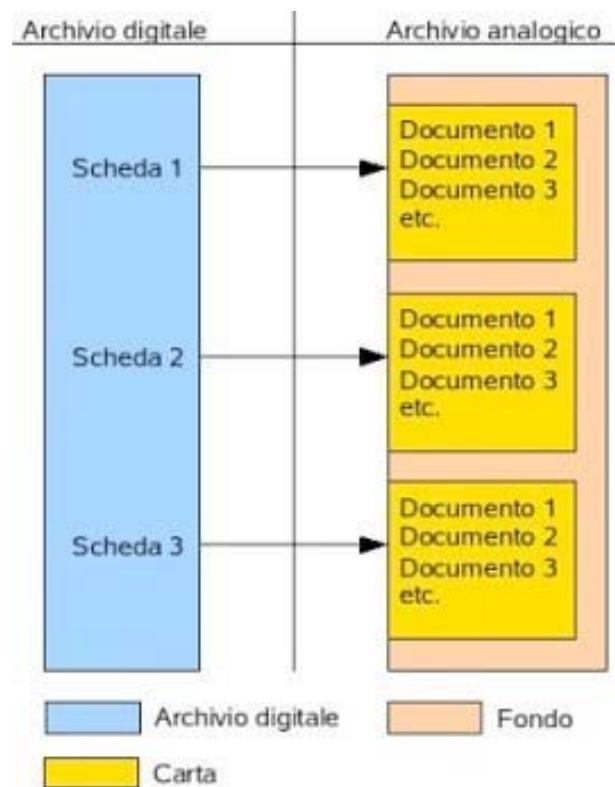 Archivio digitale
Archivio analogico
Scheda 1
Documento 1
Documento 2
Documento 3
etc.
Scheda 2
Documento 1
Documento 2
Documento 3
etc.
Scheda 3
Documento 1
Documento 2
Documento 3
etc.
Archivio digitale
Fondo
Carta